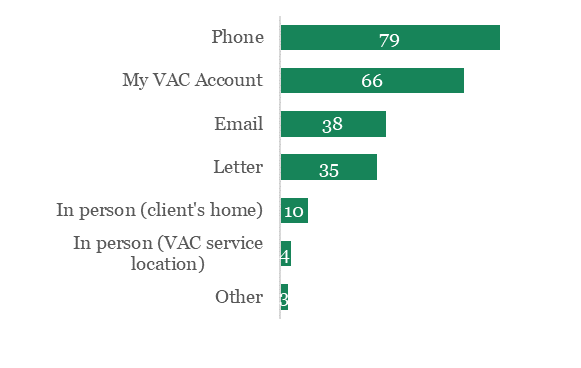 Phone 79
My VAC Account 66
Email 38
Letter 35
In person (client's home) 10
In person (VAC service
location) 4
Other 3